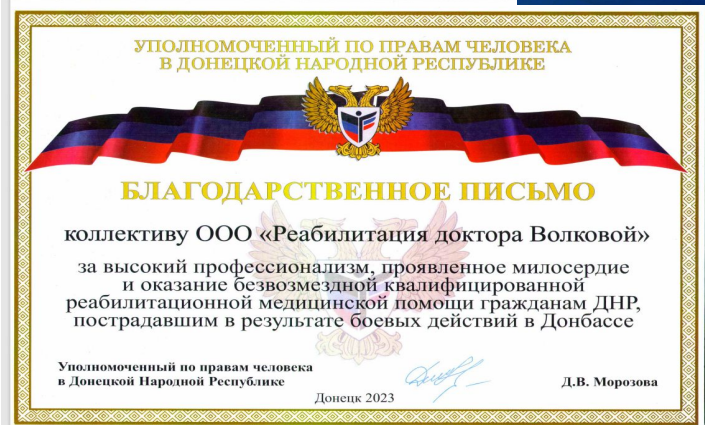 УПОЛНОМОЧЕННЫЙ ПО ПРАВАМ ЧЕЛОВЕКА
В ДОНЕЦКОЙ НАРОДНОЙ РЕСПУБЛИКЕ
БЛАГОДАРСТВЕННОЕ ПИСЬМО
коллективу ООО «Реабилитация доктора Волковой»
за высокий профессионализм, проявленное милосердие
и оказание безвозмездной квалифицированной
реабилитационной медицинской помощи гражданам ДНР,
пострадавшим в результате боевых действий в Донбассе
Уполномоченный по правам человека
в Донецкой Народной Республике
Д.В. Морозова
Донецк 2023